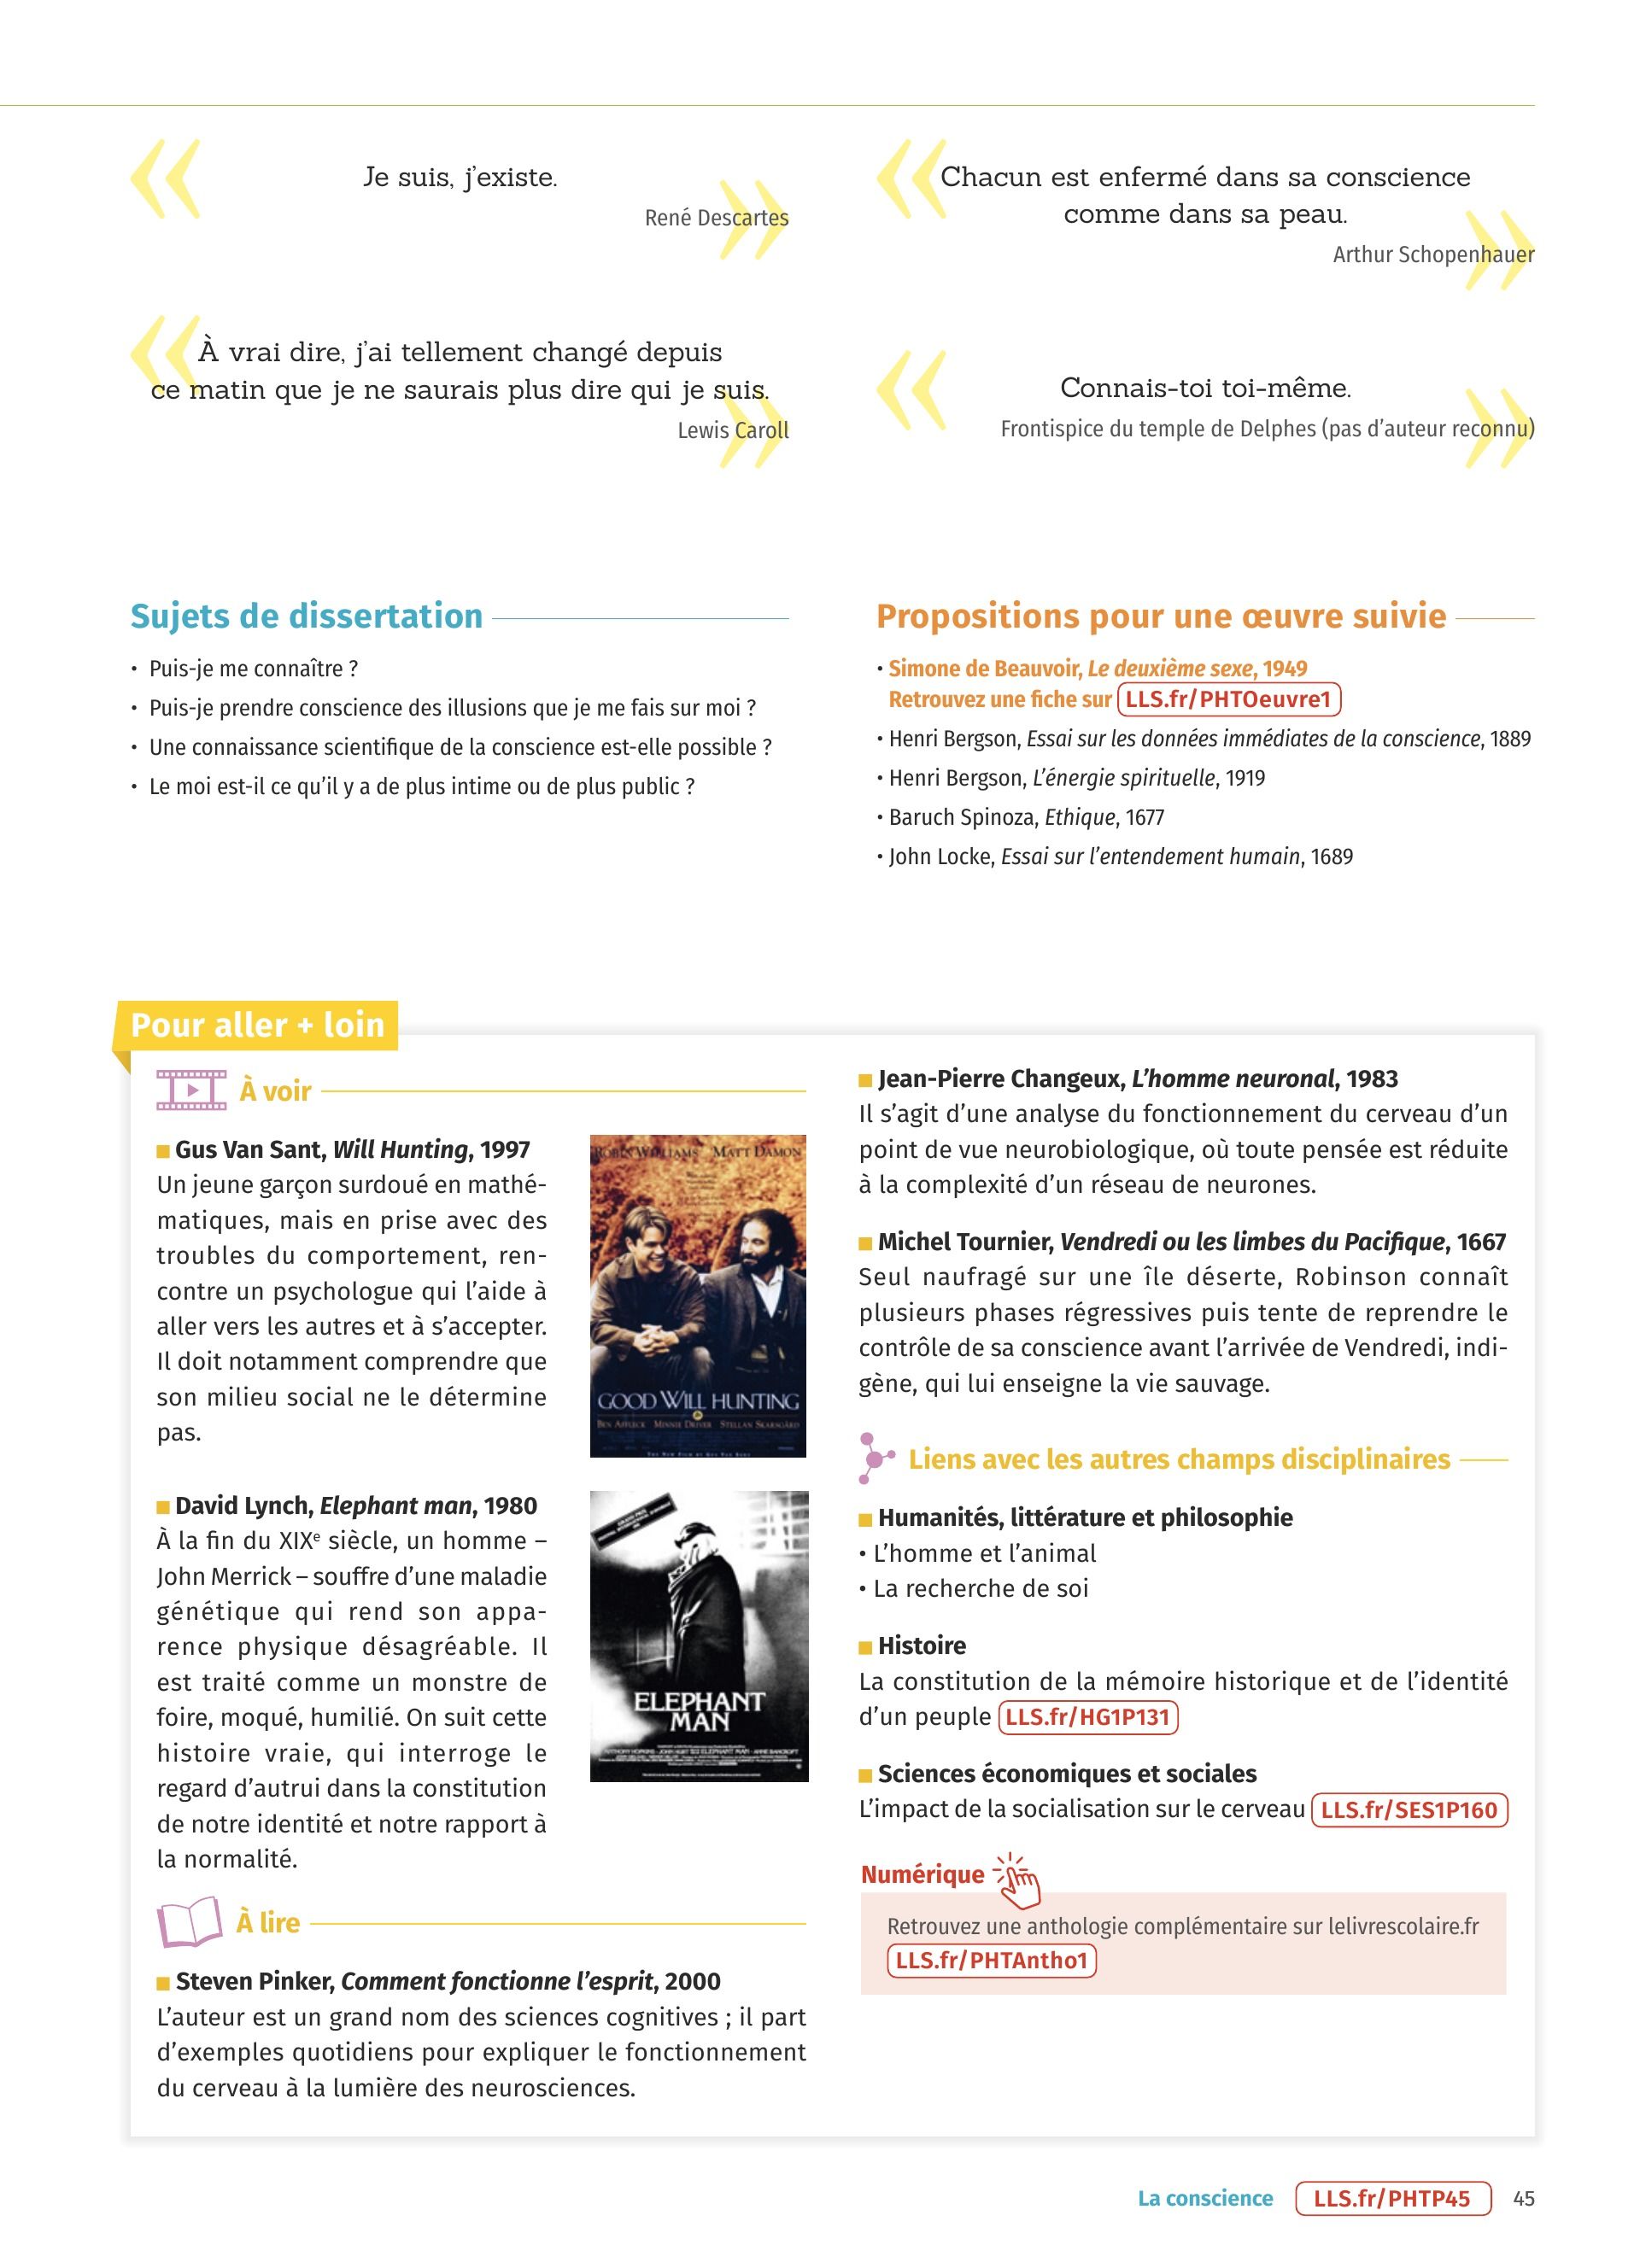 Je suis, j’existe.
René Descartes
À vrai dire, j’ai tellement changé depuis
ce matin que je ne saurais plus dire qui je suis.
Lewis Caroll
Chacun est enfermé dans sa conscience
comme dans sa peau.
Arthur Schopenhauer
Connais-toi toi-même.
Frontispice du temple de Delphes (pas d’auteur reconnu)
Sujets de dissertation
• Puis-je me connaître ?
• Puis-je prendre conscience des illusions que je me fais sur moi ?
• Une connaissance scientifique de la conscience est-elle possible ?
• Le moi est-il ce qu’il y a de plus intime ou de plus public ?
Propositions pour une œuvre suivie
• Simone de Beauvoir, Le deuxième sexe, 1949
Retrouvez une fiche sur LLS.fr/PHTOeuvre1
• Henri Bergson, Essai sur les données immédiates de la conscience, 1889
• Henri Bergson, L’énergie spirituelle, 1919
• Baruch Spinoza, Ethique, 1677
• John Locke, Essai sur l’entendement humain, 1689
Pour aller + loin
À voir
Gus Van Sant, Will Hunting, 1997
Un jeune garçon surdoué en mathé-
matiques, mais en prise avec des
troubles du comportement, ren-
contre un psychologue qui l’aide à
aller vers les autres et à s’accepter.
Il doit notamment comprendre que
son milieu social ne le détermine
pas.
ROBIN WILLIAMS MATT DAMON
GOOD WILL HUNTING
BEN AFFLECK MINNIE DRIVER STELLAN SKARSGÅRD
David Lynch, Elephant man, 1980
À la fin du XIXe siècle, un homme –
John Merrick – souffre d’une maladie
génétique qui rend son appa-
rence physique désagréable. Il
est traité comme un monstre de
foire, moqué, humilié. On suit cette
histoire vraie, qui interroge le
regard d’autrui dans la constitution
de notre identité et notre rapport à
la normalité.
ELEPHANT
MAN
À lire
Steven Pinker, Comment fonctionne l’esprit, 2000
L’auteur est un grand nom des sciences cognitives ; il part
d’exemples quotidiens pour expliquer le fonctionnement
du cerveau à la lumière des neurosciences.
Jean-Pierre Changeux, L’homme neuronal, 1983
Il s’agit d’une analyse du fonctionnement du cerveau d’un
point de vue neurobiologique, où toute pensée est réduite
à la complexité d’un réseau de neurones.
Michel Tournier, Vendredi ou les limbes du Pacifique, 1667
Seul naufragé sur une île déserte, Robinson connaît
plusieurs phases régressives puis tente de reprendre le
contrôle de sa conscience avant l’arrivée de Vendredi, indi-
gène, qui lui enseigne la vie sauvage.
Liens avec les autres champs disciplinaires
Humanités, littérature et philosophie
• L’homme et l’animal
• La recherche de soi
Histoire
La constitution de la mémoire historique et de l’identité
d’un peuple LLS.fr/HG1P131
Sciences économiques et sociales
L’impact de la socialisation sur le cerveau LLS.fr/SES1P160
Numérique
Retrouvez une anthologie complémentaire sur lelivrescolaire.fr
LLS.fr/PHTAntho1
La conscience LLS.fr/PHTP45 45